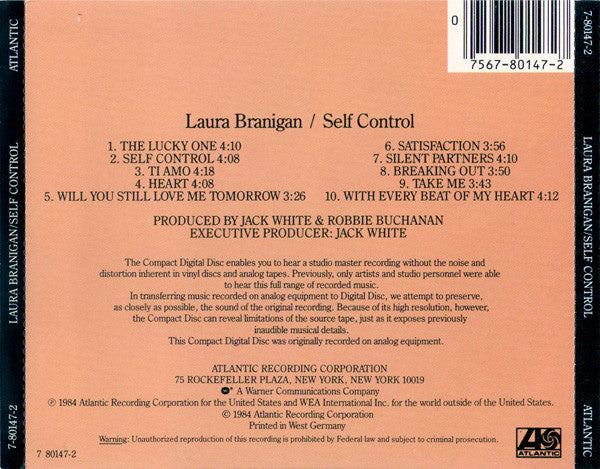 ATLANTIC
LAURA BRANIGAN/SELF CONTROL
7-80147-2
0
7567-80147-2
Laura Branigan / Self Control
1. THE LUCKY ONE 4:10
2. SELF CONTROL 4:08
3. TI AMO 4:18
4. HEART 4:08
5. WILL YOU STILL LOVE ME TOMORROW 3:26
6. SATISFACTION 3:56
7. SILENT PARTNERS 4:10
8. BREAKING OUT 3:50
9. TAKE ME 3:43
10. WITH EVERY BEAT OF MY HEART 4:12
PRODUCED BY JACK WHITE & ROBBIE BUCHANAN
EXECUTIVE PRODUCER: JACK WHITE
The Compact Digital Disc enables you to hear a studio master recording without the noise and
distortion inherent in vinyl discs and analog tapes. Previously, only artists and studio personnel were able
to hear this full range of recorded music.
In transferring music recorded on analog equipment to Digital Disc, we attempt to preserve,
as closely as possible, the sound of the original recording. Because of its high resolution, however,
the Compact Disc can reveal limitations of the source tape, just as it exposes previously
inaudible musical details.
This Compact Digital Disc was originally recorded on analog equipment.
ATLANTIC RECORDING CORPORATION
75 ROCKEFELLER PLAZA, NEW YORK, NEW YORK 10019
A Warner Communications Company
℗ 1984 Atlantic Recording Corporation for the United States and WEA International Inc. for the world outside of the United States.
© 1984 Atlantic Recording Corporation
Printed in West Germany
Warning: Unauthorized reproduction of this recording is prohibited by Federal law and subject to criminal prosecution.
7 80147-2
ATLANTIC
7-80147-2
LAURA BRANIGAN/SELF CONTROL
ATLANTIC